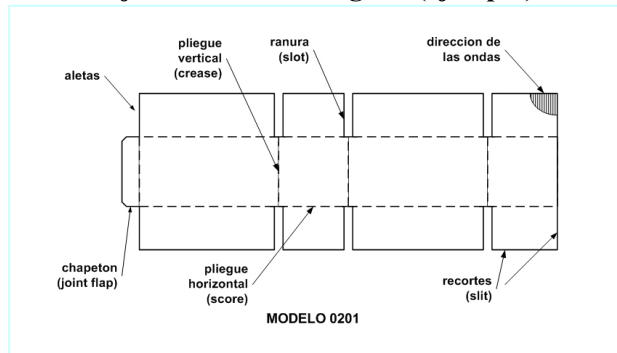 aletas
pliegue
vertical
(crease)
ranura
(slot)
direccion de
las ondas
chapeton
(joint flap)
pliegue
horizontal
(score)
recortes
(slit)
MODELO 0201